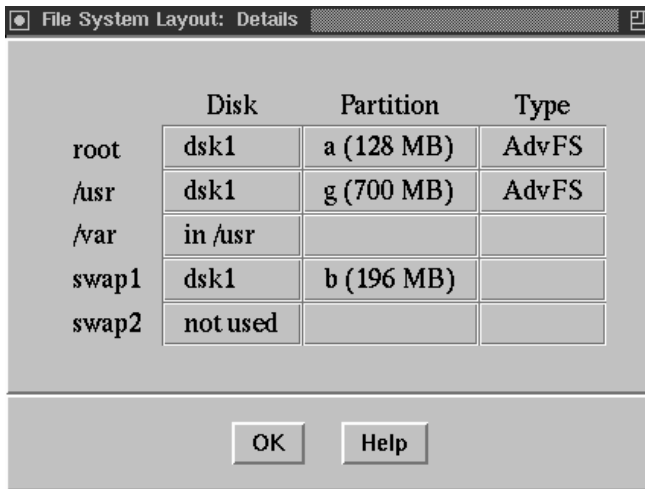 File System Layout: Details
Disk Partition Type
root dsk1 a (128 MB) AdvFS
/usr dsk1 g (700 MB) AdvFS
/var in /usr
swap1 dsk1 b (196 MB)
swap2 not used
OK Help